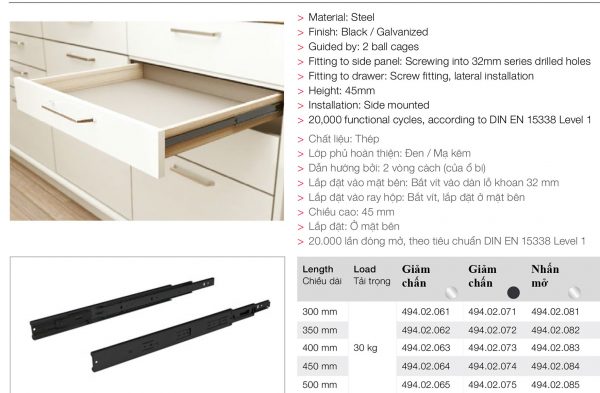 > Material: Steel
> Finish: Black / Galvanized
> Guided by: 2 ball cages
> Fitting to side panel: Screwing into 32mm series drilled holes
> Fitting to drawer: Screw fitting, lateral installation
> Height: 45mm
> Installation: Side mounted
> 20,000 functional cycles, according to DIN EN 15338 Level 1
> Chất liệu: Thép
> Lớp phủ hoàn thiện: Đen / Mạ kẽm
> Dẫn hướng bởi: 2 vòng cách (của ổ bi)
> Lắp đặt vào mặt bên: Bắt vít vào dàn lỗ khoan 32 mm
> Lắp đặt vào ray hộp: Bắt vít, lắp đặt ở mặt bên
> Chiều cao: 45 mm
> Lắp đặt: Ở mặt bên
> 20.000 lần đóng mở, theo tiêu chuẩn DIN EN 15338 Level 1
Length Load Giảm Giảm Nhấn
Chiều dài Tải trọng chấn chấn mở
300 mm 494.02.061 494.02.071 494.02.081
350 mm 494.02.062 494.02.072 494.02.082
400 mm 30 kg 494.02.063 494.02.073 494.02.083
450 mm 494.02.064 494.02.074 494.02.084
500 mm 494.02.065 494.02.075 494.02.085